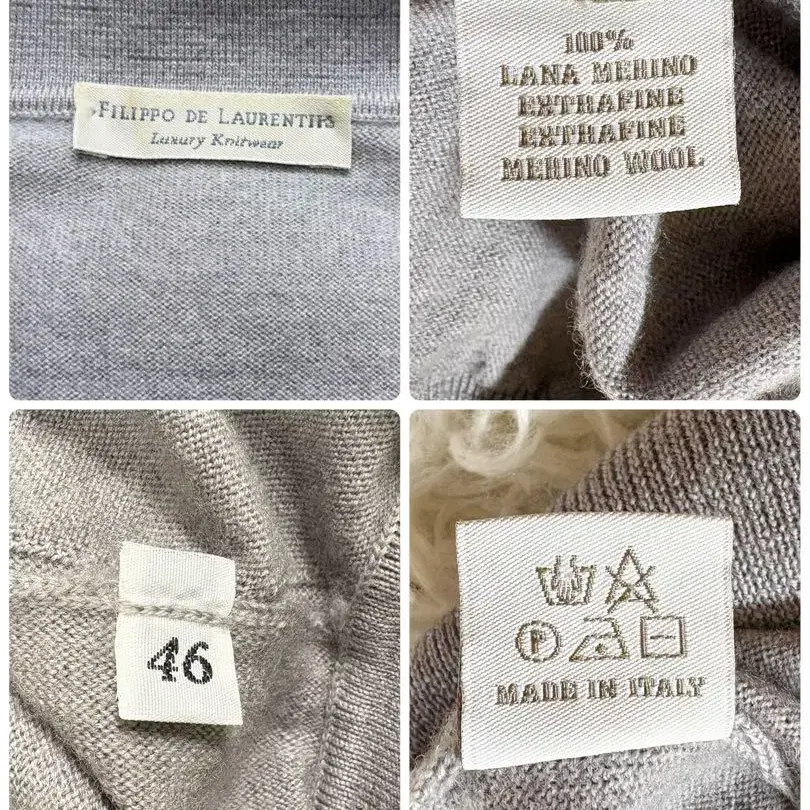 FILIPPO DE LAURENTIIS
Luxury Knitwear
100%
LANA MERINO
EXTRAFINE
EXTRAFINE
MERINO WOOL
46
P
MADE IN ITALY